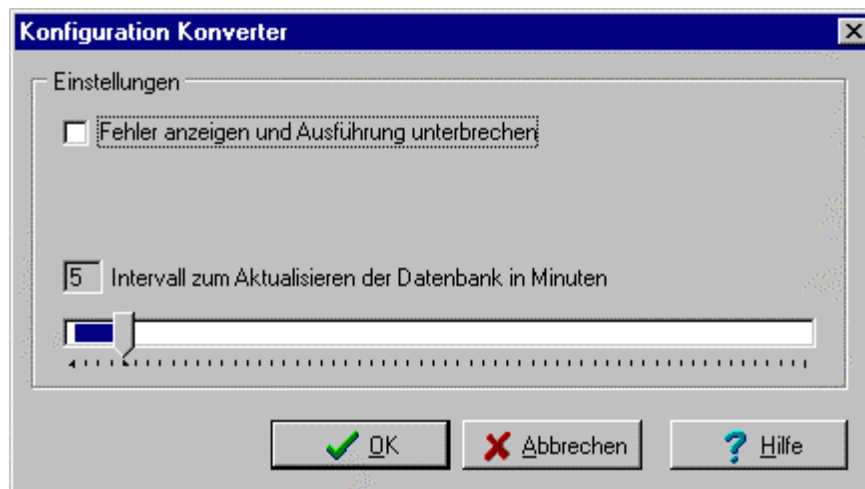 Konfiguration Konverter
Einstellungen
Fehler anzeigen und Ausführung unterbrechen
5 Intervall zum Aktualisieren der Datenbank in Minuten
OK Abbrechen Hilfe